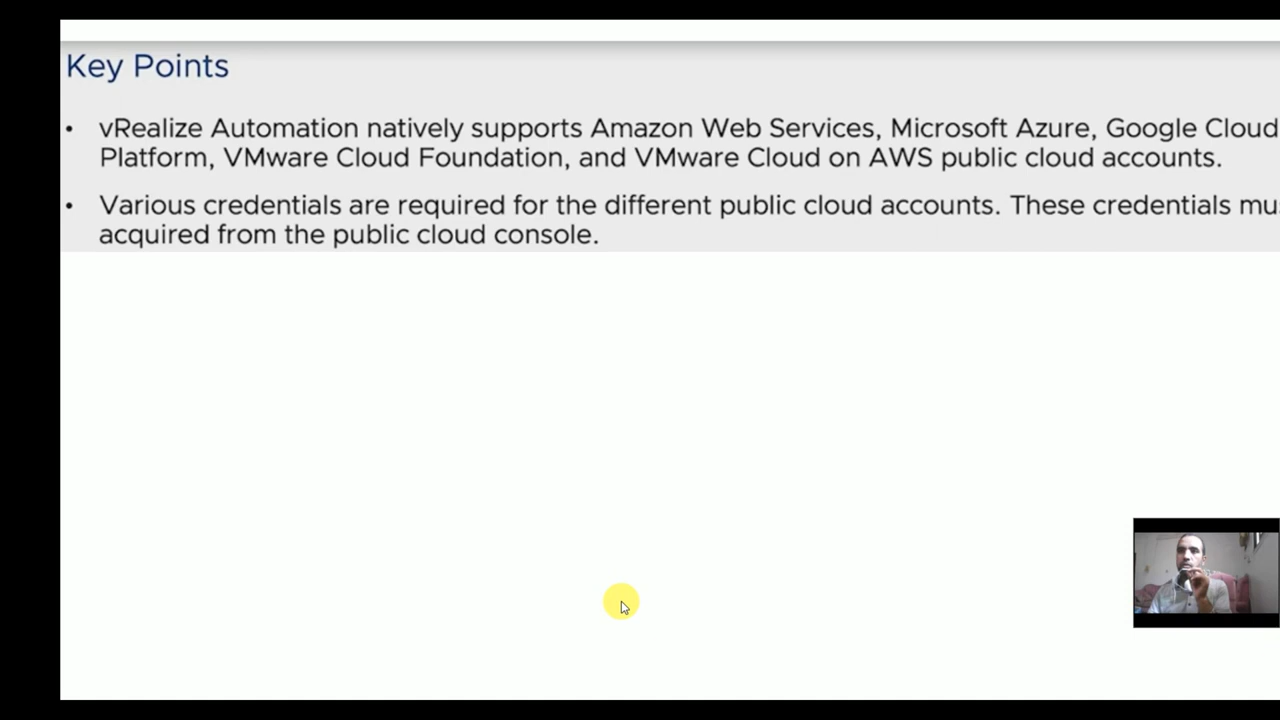 Key Points
• vRealize Automation natively supports Amazon Web Services, Microsoft Azure, Google Cloud
Platform, VMware Cloud Foundation, and VMware Cloud on AWS public cloud accounts.
• Various credentials are required for the different public cloud accounts. These credentials
acquired from the public cloud console.